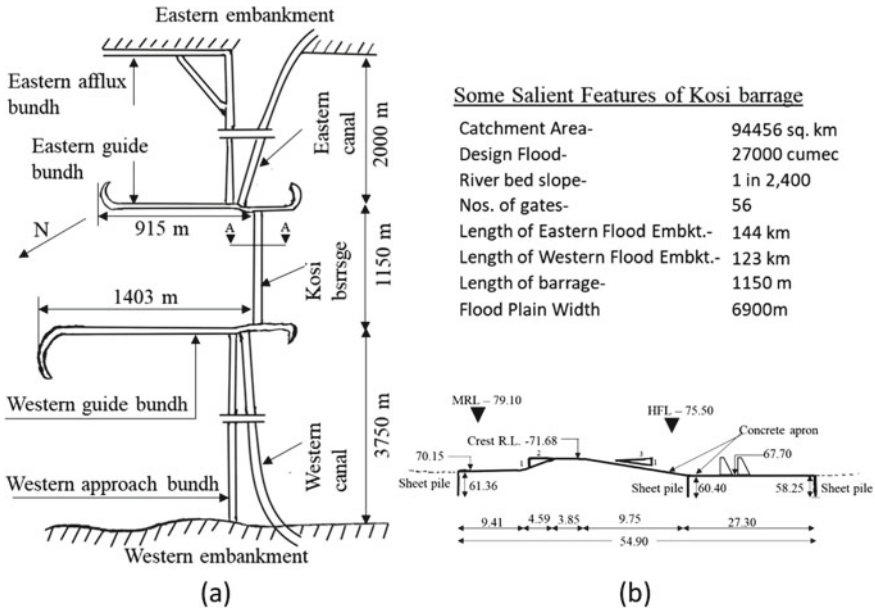 Eastern embankment
Eastern afflux
bundh
Eastern guide
bundh
Eastern
canal
2000 m
N
915 m
A A
Kosi
bsrrsge
1150 m
1403 m
Western guide bundh
Western
canal
3750 m
Western approach bundh
Western embankment
(a)
Some Salient Features of Kosi barrage
Catchment Area- 94456 sq. km
Design Flood- 27000 cumec
River bed slope- 1 in 2,400
Nos. of gates- 56
Length of Eastern Flood Embkt.- 144 km
Length of Western Flood Embkt.- 123 km
Length of barrage- 1150 m
Flood Plain Width 6900m
MRL – 79.10
HFL – 75.50
Crest R.L. -71.68
Concrete apron
70.15
2
1
3
1
67.70
Sheet pile
61.36
Sheet pile
60.40
58.25
Sheet pile
9.41 4.59 3.85 9.75 27.30
54.90
(b)